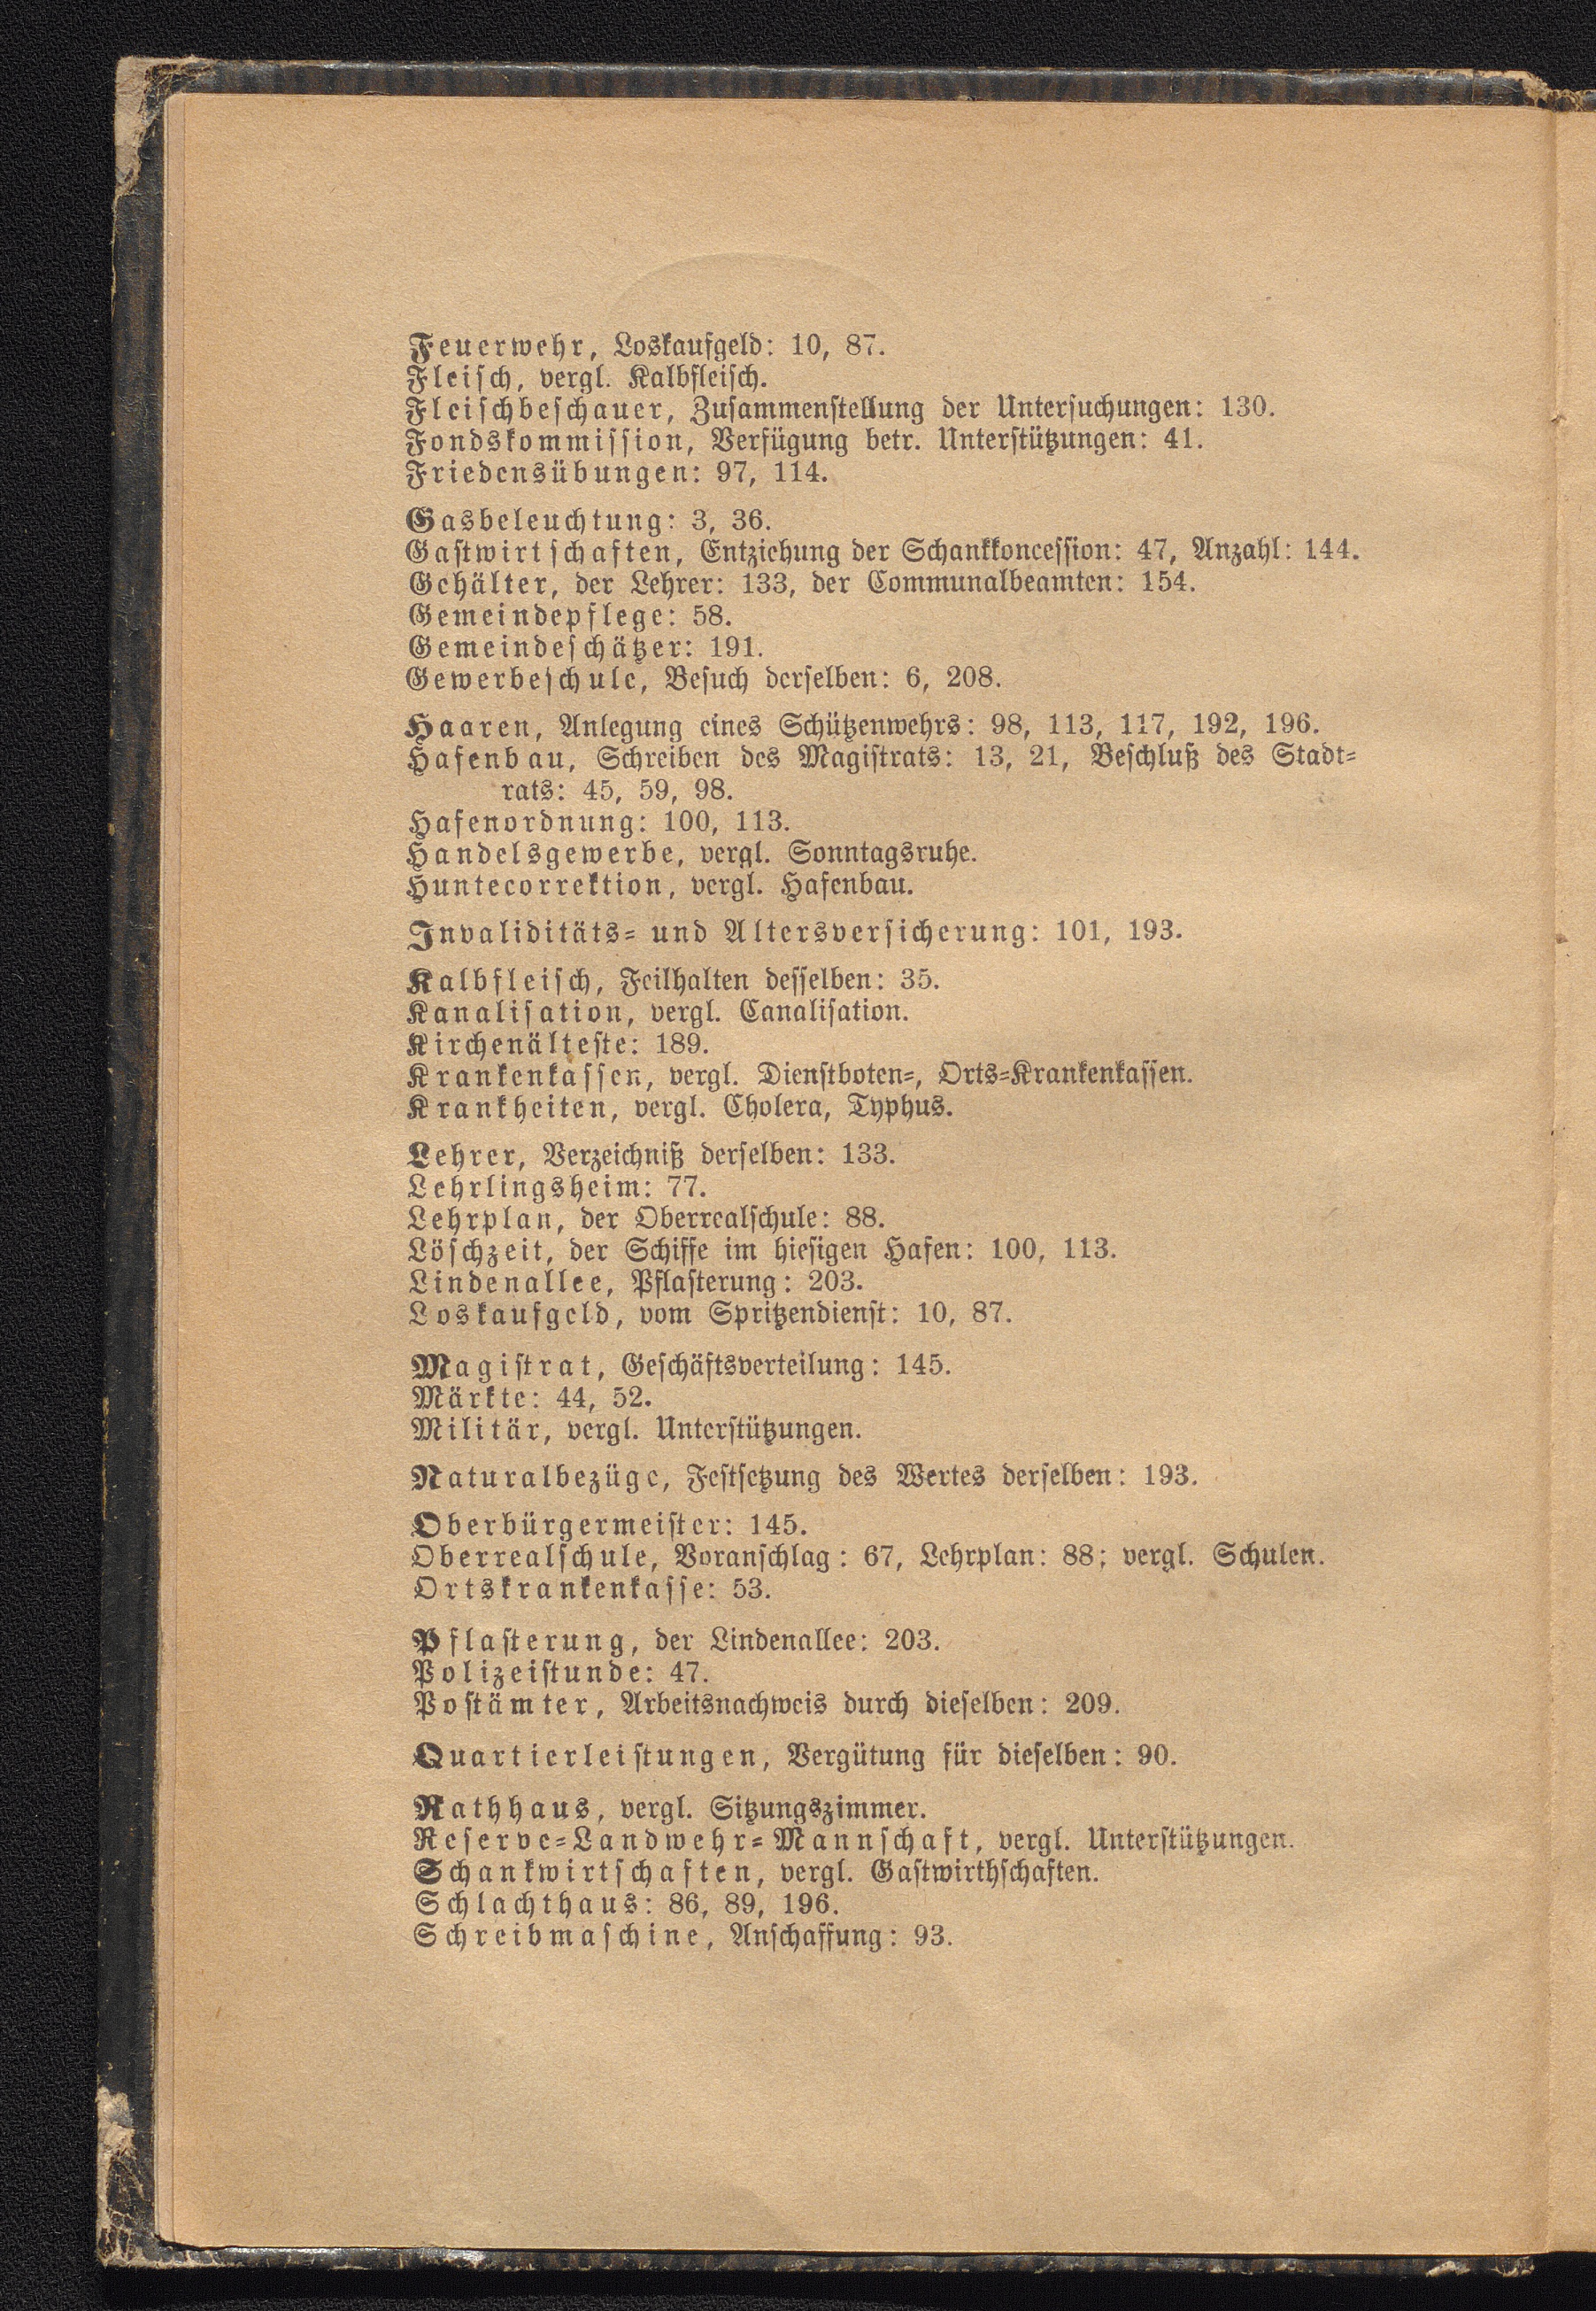 Feuerwehr, Loskaufgeld: 10, 87.
Fleisch, vergl. Kalbfleisch.
Fleischbeschauer, Zusammenstellung der Untersuchungen: 130.
Fondskommission, Verfügung betr. Unterstützungen: 41.
Friedensübungen: 97, 114.
Gasbeleuchtung: 3, 36.
Gastwirtschaften, Entziehung der Schankkoncession: 47, Anzahl: 144.
Gehälter, der Lehrer: 133, der Communalbeamten: 154.
Gemeindepflege: 58.
Gemeindeschätzer: 191.
Gewerbeschule, Besuch derselben: 6, 208.
Haaren, Anlegung eines Schützenwehrs: 98, 113, 117, 192, 196.
Hafenbau, Schreiben des Magistrats: 13, 21, Beschluß des Stadt-
rats: 45, 59, 98.
Hafenordnung: 100, 113.
Handelsgewerbe, vergl. Sonntagsruhe.
Huntecorrektion, vergl. Hafenbau.
Invaliditäts- und Altersversicherung: 101, 193.
Kalbfleisch, Feilhalten desselben: 35.
Kanalisation, vergl. Canalisation.
Kirchenälteste: 189.
Krankenkassen, vergl. Dienstboten-, Orts-Krankenkassen.
Krankheiten, vergl. Cholera, Typhus.
Lehrer, Verzeichniß derselben: 133.
Lehrlingsheim: 77.
Lehrplan, der Oberrealschule: 88.
Löschzeit, der Schiffe im hiesigen Hafen: 100, 113.
Lindenallee, Pflasterung: 203.
Loskaufgeld, vom Spritzendienst: 10, 87.
Magistrat, Geschäftsverteilung: 145.
Märkte: 44, 52.
Militär, vergl. Unterstützungen.
Naturalbezüge, Festsetzung des Wertes derselben: 193.
Oberbürgermeister: 145.
Oberrealschule, Voranschlag: 67, Lehrplan: 88; vergl. Schulen.
Ortskrankenkasse: 53.
Pflasterung, der Lindenallee: 203.
Polizeistunde: 47.
Postämter, Arbeitsnachweis durch dieselben: 209.
Quartierleistungen, Vergütung für dieselben: 90.
Rathhaus, vergl. Sitzungszimmer.
Reserve-Landwehr-Mannschaft, vergl. Unterstützungen.
Schankwirtschaften, vergl. Gastwirthschaften.
Schlachthaus: 86, 89, 196.
Schreibmaschine, Anschaffung: 93.